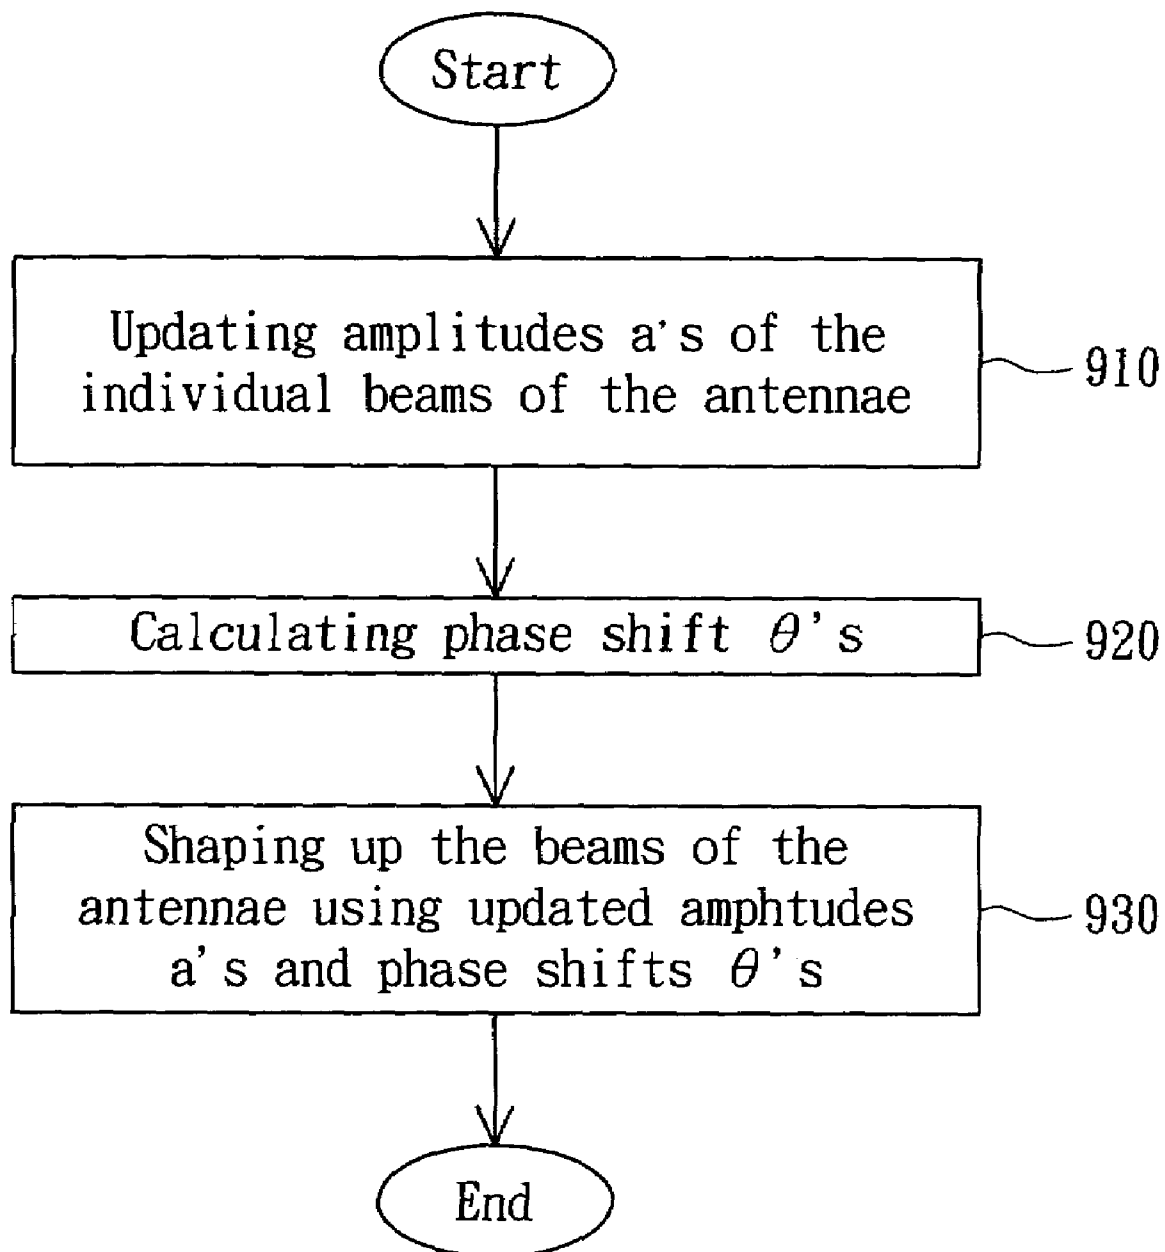 Start
Updating amplitudes a's of the
individual beams of the antennae
910
Calculating phase shift θ's
920
Shaping up the beams of the
antennae using updated amphtudes
a's and phase shifts θ's
930
End